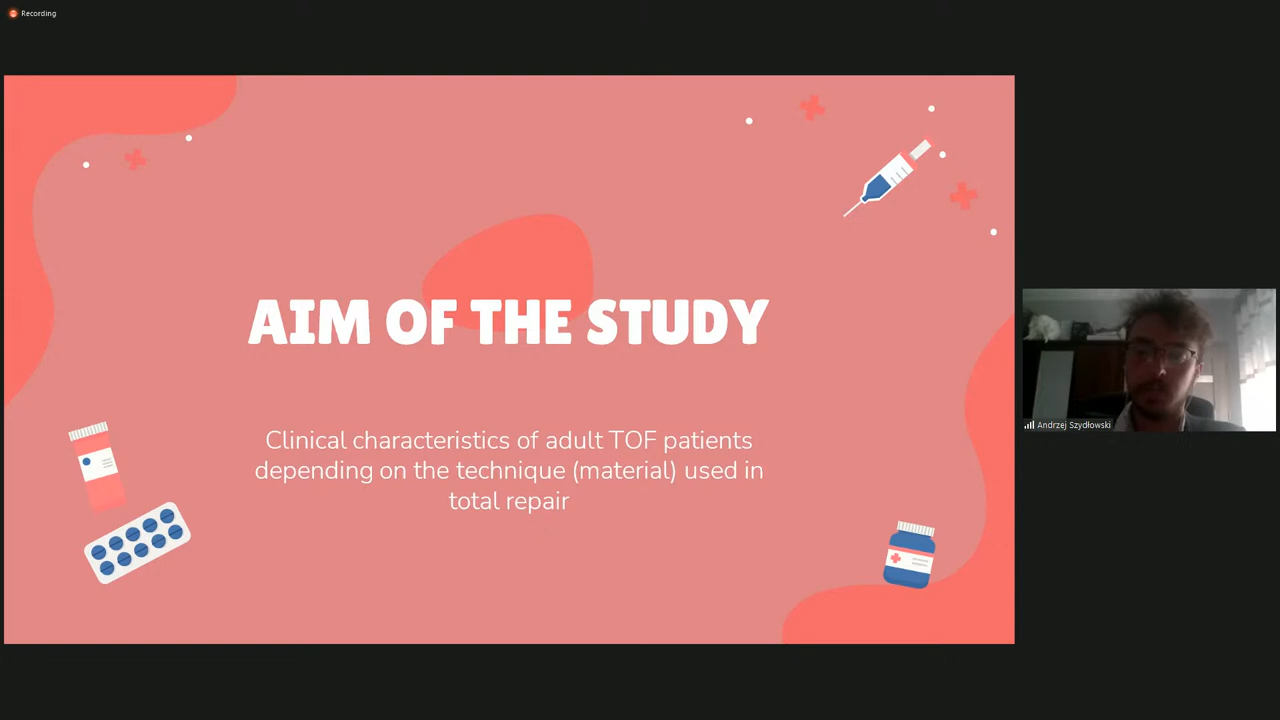 Recording
AIM OF THE STUDY
Clinical characteristics of adult TOF patients
depending on the technique (material) used in
total repair
Andrzej Szydłowski